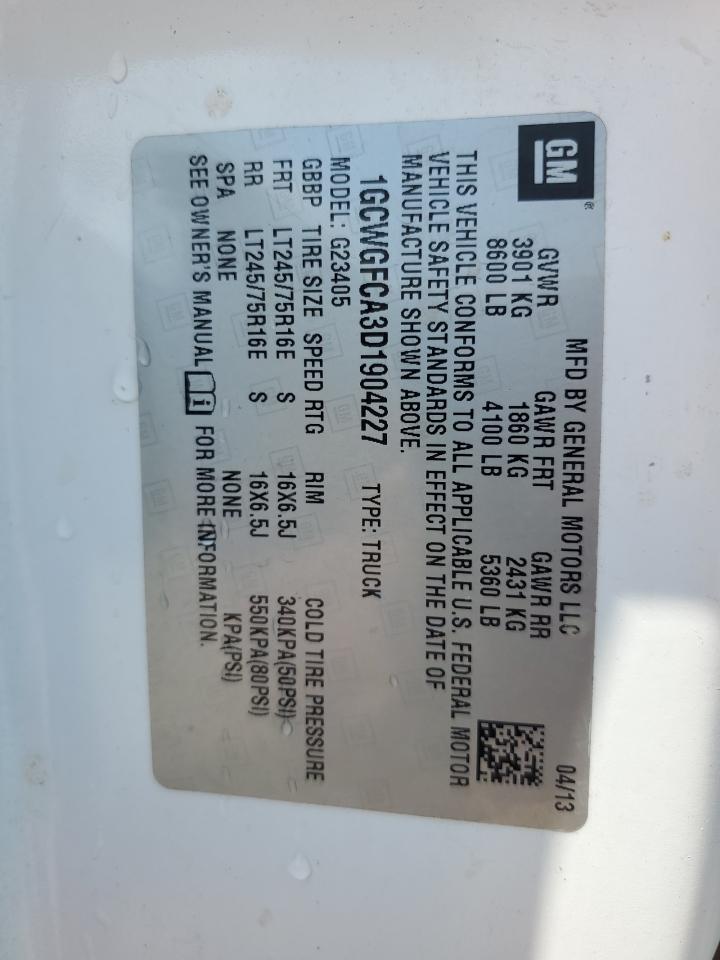 GM®
MFD BY GENERAL MOTORS LLC 04/13
GVWR GAWR FRT GAWR RR
3901 KG 1860 KG 2431 KG
8600 LB 4100 LB 5360 LB
THIS VEHICLE CONFORMS TO ALL APPLICABLE U.S. FEDERAL MOTOR
VEHICLE SAFETY STANDARDS IN EFFECT ON THE DATE OF
MANUFACTURE SHOWN ABOVE.
1GCWGFCA3D1904227 TYPE: TRUCK
MODEL: G23405
GBBP TIRE SIZE SPEED RTG RIM COLD TIRE PRESSURE
FRT LT245/75R16E S 16X6.5J 340KPA(50PSI)
RR LT245/75R16E S 16X6.5J 550KPA(80PSI)
SPA NONE NONE KPA(PSI)
SEE OWNER'S MANUAL i FOR MORE INFORMATION.